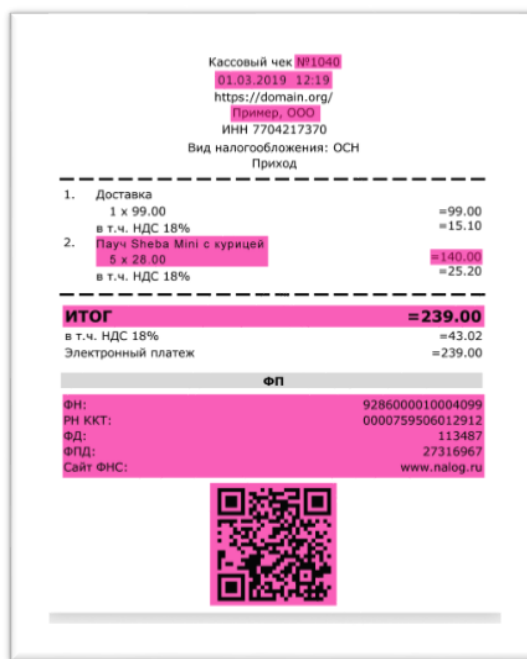 Кассовый чек №1040
01.03.2019 12:19
https://domain.org/
Пример, ООО
ИНН 7704217370
Вид налогообложения: ОСН
Приход
1. Доставка
1 х 99.00 =99.00
в т.ч. НДС 18% =15.10
2. Пауч Sheba Mini с курицей
5 х 28.00 =140.00
в т.ч. НДС 18% =25.20
ИТОГ =239.00
в т.ч. НДС 18% =43.02
Электронный платеж =239.00
ФП
ФН: 9286000010004099
РН ККТ: 0000759506012912
ФД: 113487
ФПД: 27316967
Сайт ФНС: www.nalog.ru